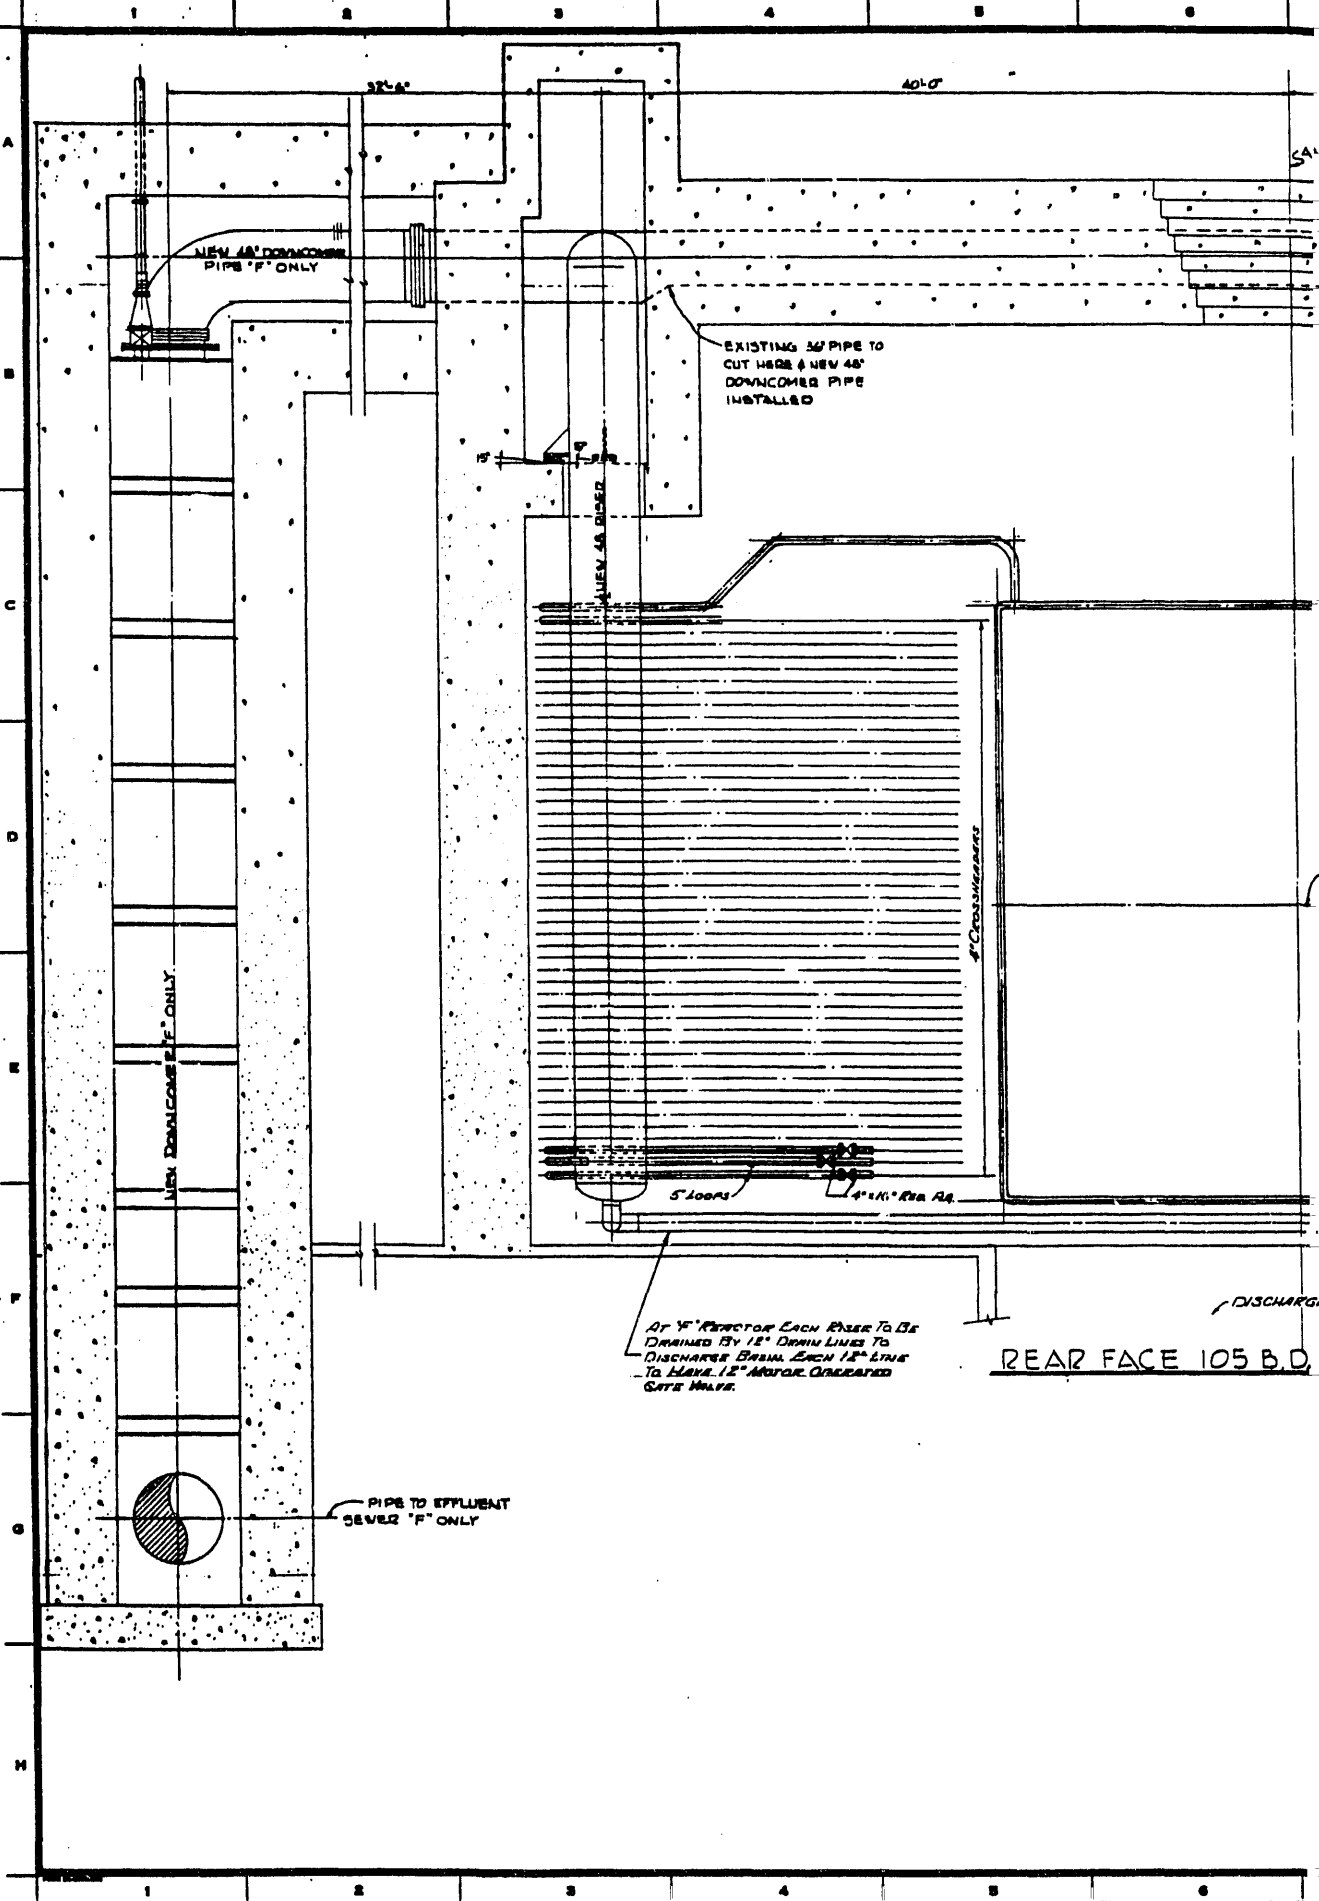 1 2 3 4 5 6
A
40'-0"
NEW 48" DOWNCOMER
PIPE "F" ONLY
EXISTING 36" PIPE TO
CUT HERE & NEW 48"
DOWNCOMER PIPE
INSTALLED
B
15"
NEW 48 RISER
C
D
4" CROSSHEADERS
E
NEW DOWNCOMER "F" ONLY
5" LOOPS
F
DISCHARGE
AT "F" REACTOR EACH RISER TO BE
DRAINED BY 12" DRAIN LINES TO
DISCHARGE BASIN. EACH 12" LINE
TO HAVE 12" MOTOR OPERATED
GATE VALVE.
REAR FACE 105 B.D.
PIPE TO EFFLUENT
SEWER "F" ONLY
G
H
1 2 3 4 5 6